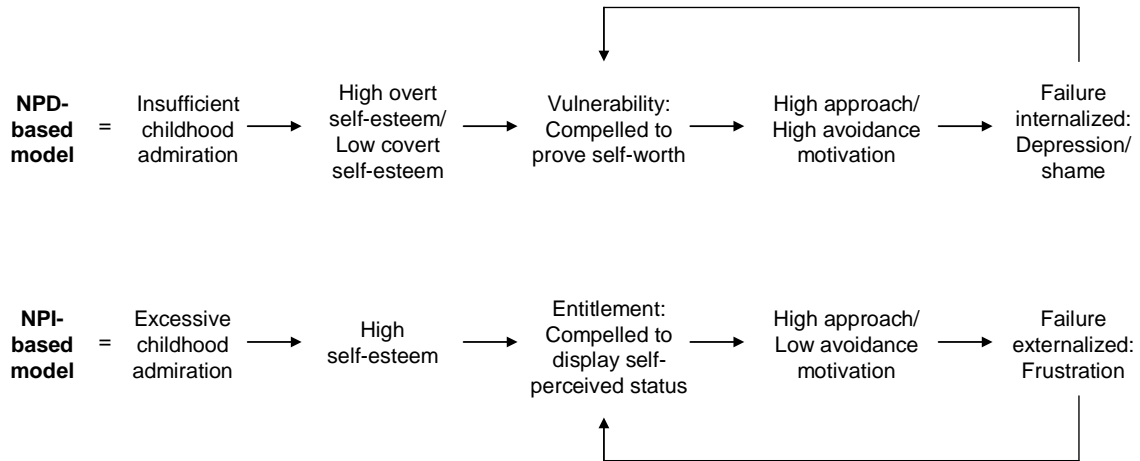 NPD-
based
model
=
Insufficient
childhood
admiration
High overt
self-esteem/
Low covert
self-esteem
Vulnerability:
Compelled to
prove self-worth
High approach/
High avoidance
motivation
Failure
internalized:
Depression/
shame
NPI-
based
model
=
Excessive
childhood
admiration
High
self-esteem
Entitlement:
Compelled to
display self-
perceived status
High approach/
Low avoidance
motivation
Failure
externalized:
Frustration